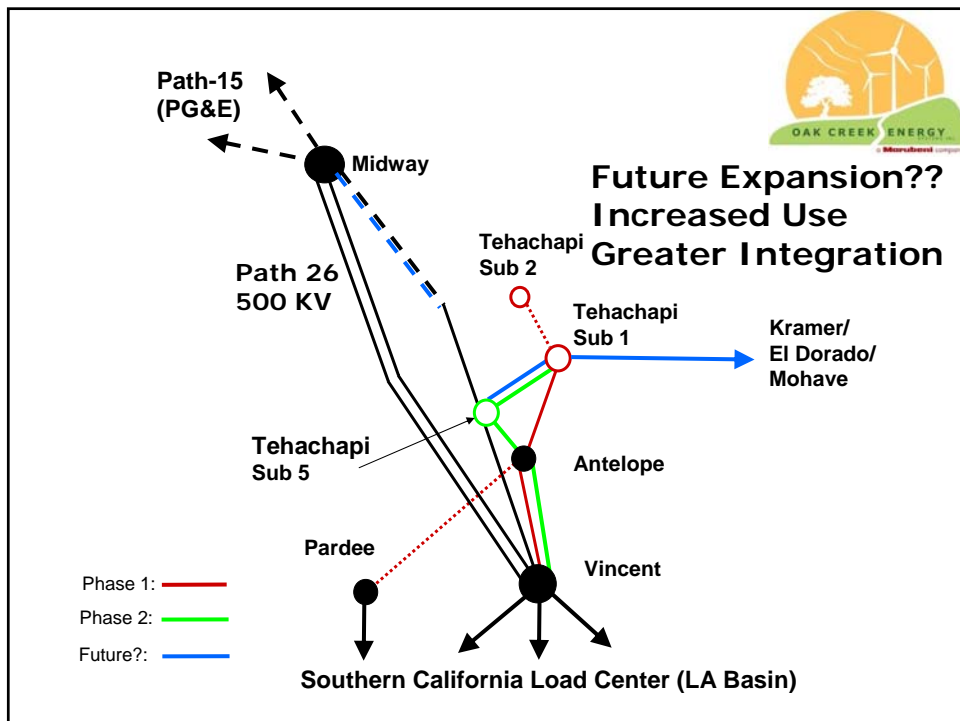 Path-15
(PG&E)
OAK CREEK ENERGY
a Marubeni company
Midway
Future Expansion??
Increased Use
Greater Integration
Tehachapi
Sub 2
Path 26
500 KV
Tehachapi
Sub 1
Kramer/
El Dorado/
Mohave
Tehachapi
Sub 5
Antelope
Pardee
Vincent
Phase 1:
Phase 2:
Future?:
Southern California Load Center (LA Basin)